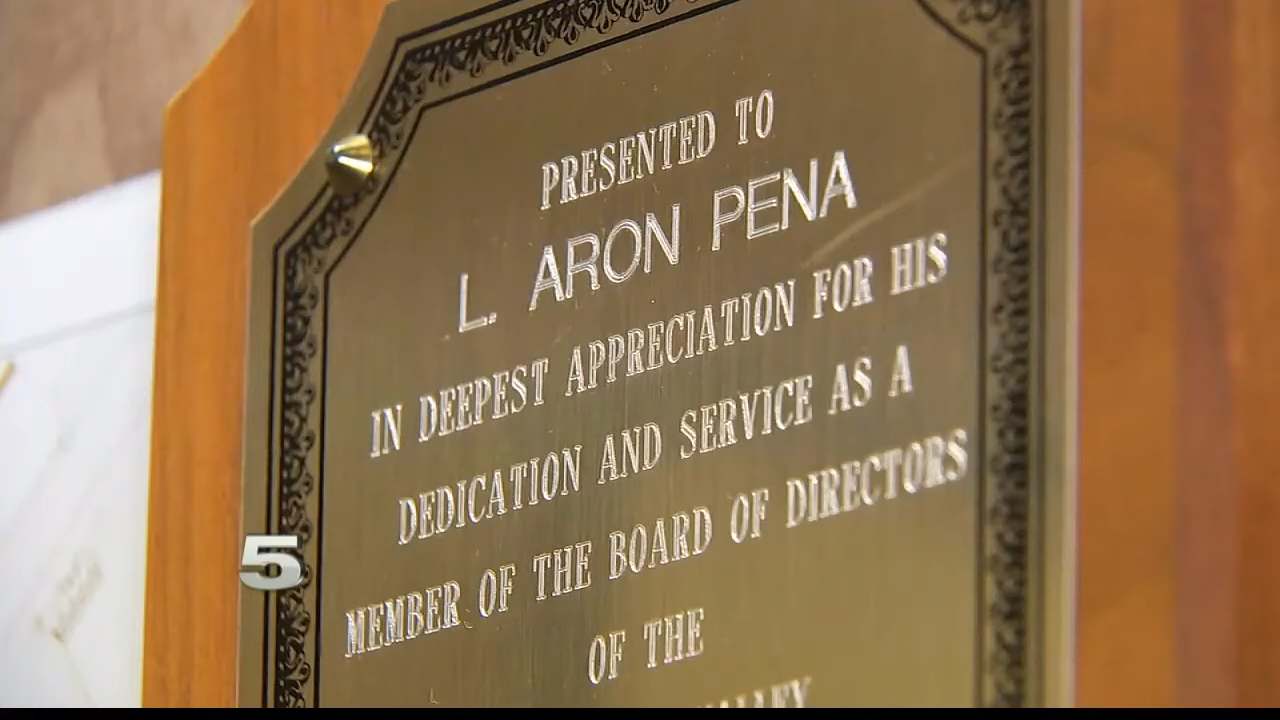 PRESENTED TO
L. ARON PENA
IN DEEPEST APPRECIATION FOR HIS
DEDICATION AND SERVICE AS A
MEMBER OF THE BOARD OF DIRECTORS
OF THE
5